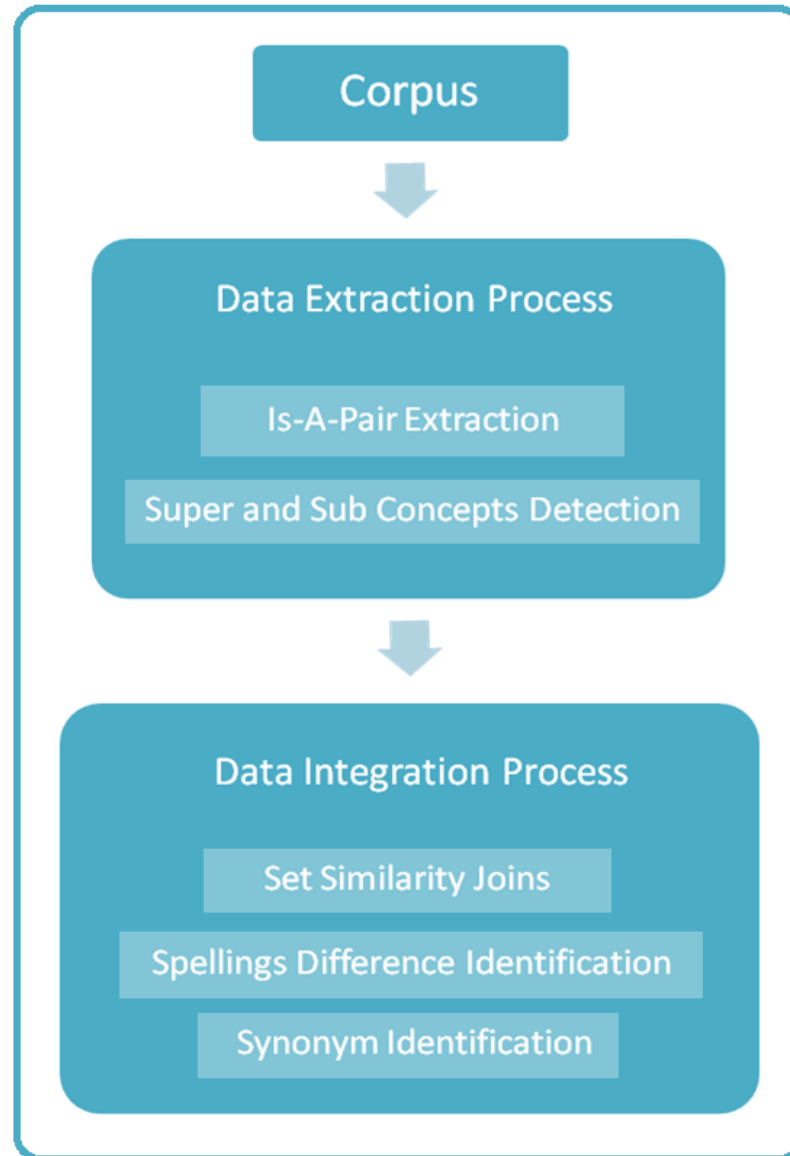 Corpus
Data Extraction Process
Is-A-Pair Extraction
Super and Sub Concepts Detection
Data Integration Process
Set Similarity Joins
Spellings Difference Identification
Synonym Identification